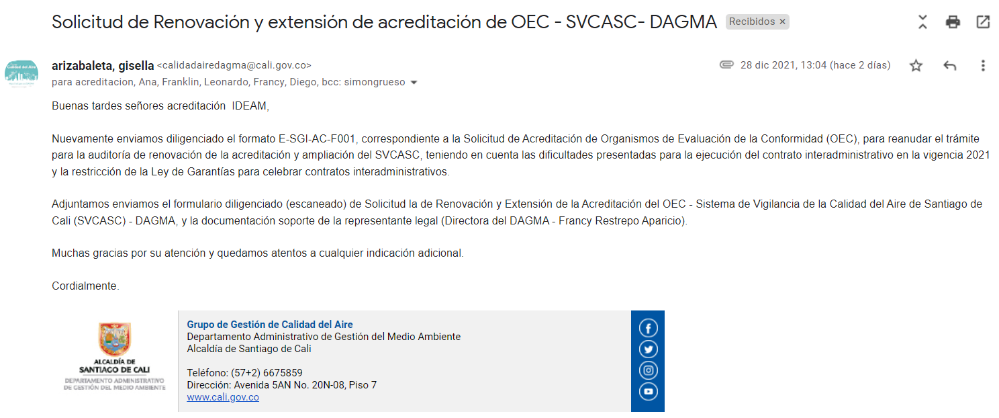 Solicitud de Renovación y extensión de acreditación de OEC - SVCASC- DAGMA Recibidos ×
arizabaleta, gisella <calidadairedagma@cali.gov.co> 28 dic 2021, 13:04 (hace 2 días)
para acreditacion, Ana, Franklin, Leonardo, Francy, Diego, bcc: simongrueso
Calidad del Aire
Buenas tardes señores acreditación  IDEAM,
Nuevamente enviamos diligenciado el formato E-SGI-AC-F001, correspondiente a la Solicitud de Acreditación de Organismos de Evaluación de la Conformidad (OEC), para reanudar el trámite
para la auditoría de renovación de la acreditación y ampliación del SVCASC, teniendo en cuenta las dificultades presentadas para la ejecución del contrato interadministrativo en la vigencia 2021
y la restricción de la Ley de Garantías para celebrar contratos interadministrativos.
Adjuntamos enviamos el formulario diligenciado (escaneado) de Solicitud la de Renovación y Extensión de la Acreditación del OEC - Sistema de Vigilancia de la Calidad del Aire de Santiago de
Cali (SVCASC) - DAGMA, y la documentación soporte de la representante legal (Directora del DAGMA - Francy Restrepo Aparicio).
Muchas gracias por su atención y quedamos atentos a cualquier indicación adicional.
Cordialmente.
ALCALDÍA DE
SANTIAGO DE CALI
DEPARTAMENTO ADMINISTRATIVO
DE GESTIÓN DEL MEDIO AMBIENTE
Grupo de Gestión de Calidad del Aire
Departamento Administrativo de Gestión del Medio Ambiente
Alcaldía de Santiago de Cali
Teléfono: (57+2) 6675859
Dirección: Avenida 5AN No. 20N-08, Piso 7
www.cali.gov.co